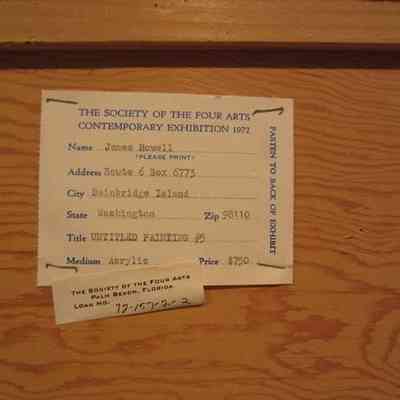 THE SOCIETY OF THE FOUR ARTS
CONTEMPORARY EXHIBITION 1972
Name James Howell
(PLEASE PRINT)
Address Route 6 Box 6773
City Bainbridge Island
State Washington Zip 98110
Title UNTITLED PAINTING #5
Medium Acrylic Price $750
FASTEN TO BACK OF EXHIBIT
THE SOCIETY OF THE FOUR ARTS
PALM BEACH, FLORIDA
LOAN NO.